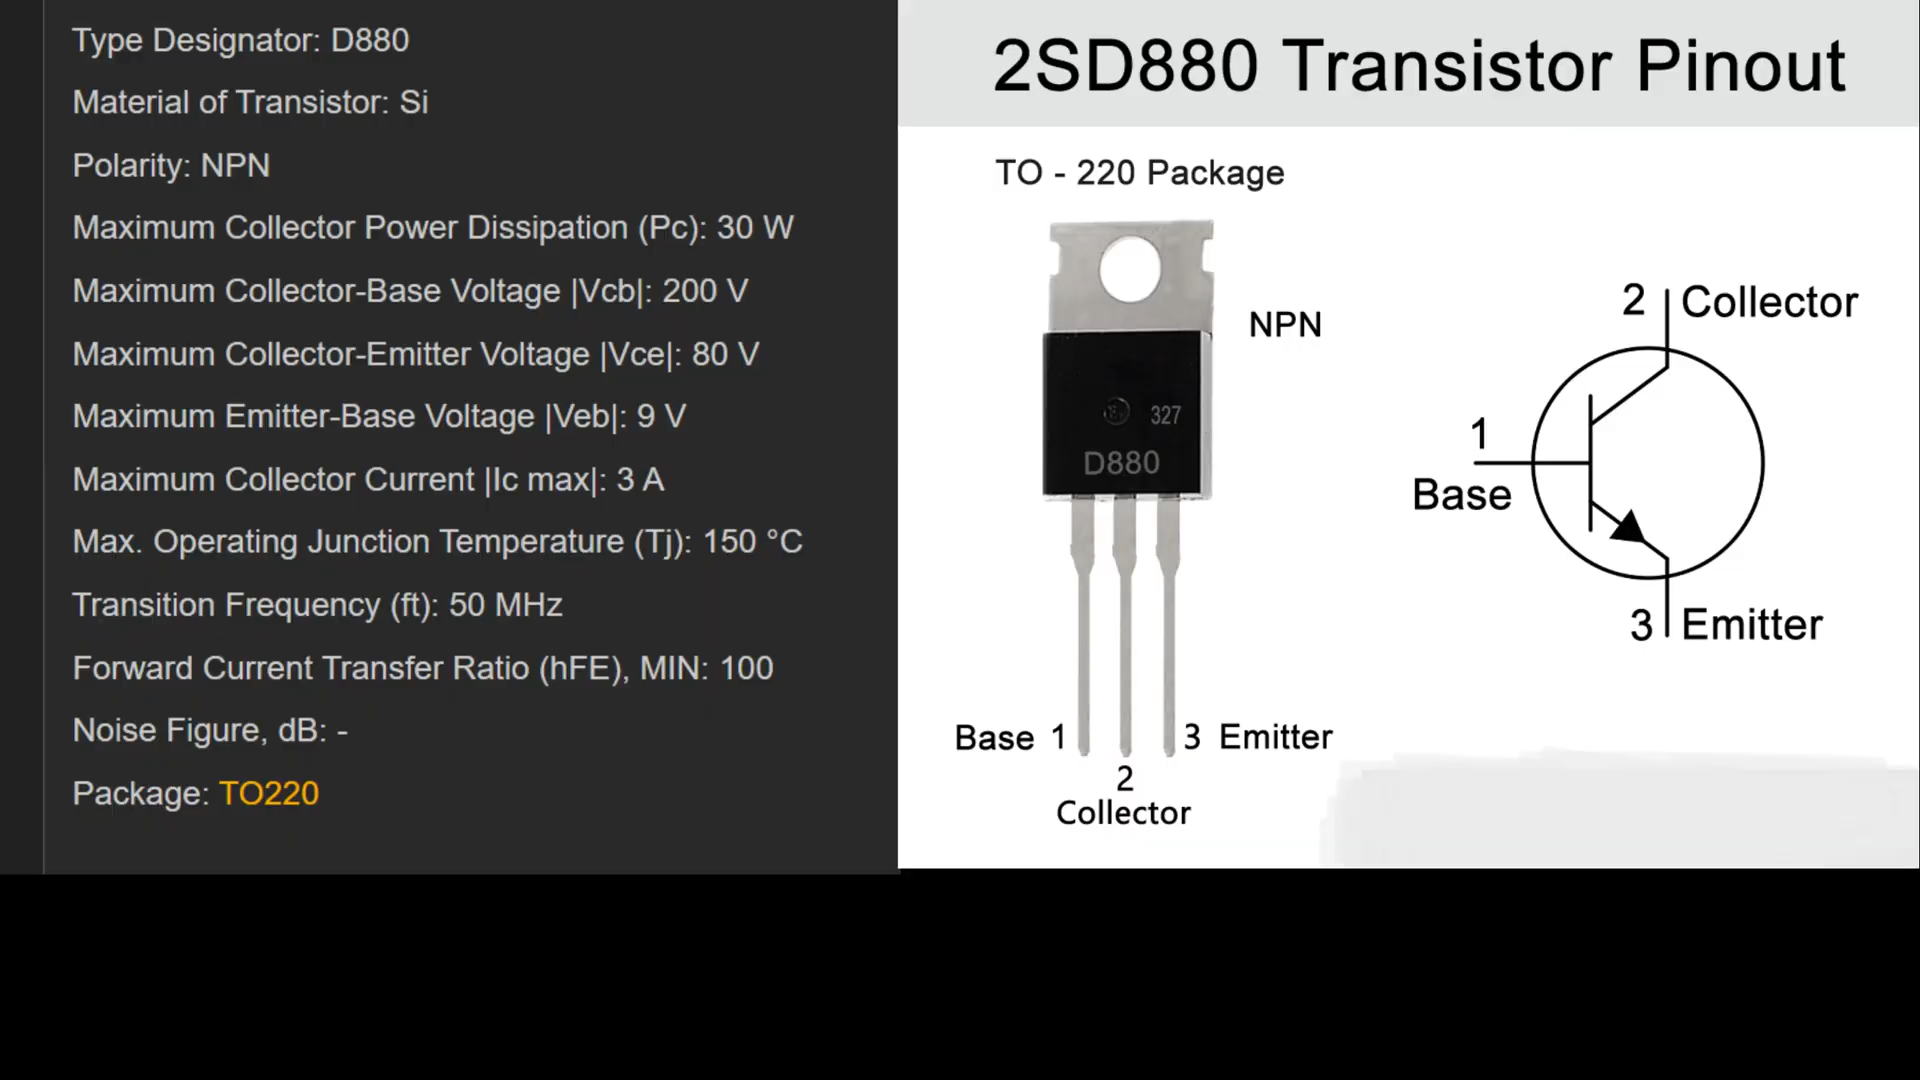 Type Designator: D880
Material of Transistor: Si
Polarity: NPN
Maximum Collector Power Dissipation (Pc): 30 W
Maximum Collector-Base Voltage |Vcb|: 200 V
Maximum Collector-Emitter Voltage |Vce|: 80 V
Maximum Emitter-Base Voltage |Veb|: 9 V
Maximum Collector Current |Ic max|: 3 A
Max. Operating Junction Temperature (Tj): 150 °C
Transition Frequency (ft): 50 MHz
Forward Current Transfer Ratio (hFE), MIN: 100
Noise Figure, dB: -
Package: TO220
2SD880 Transistor Pinout
TO - 220 Package
NPN
327
D880
Base 1
2
Collector
3 Emitter
2 Collector
1
Base
3 Emitter